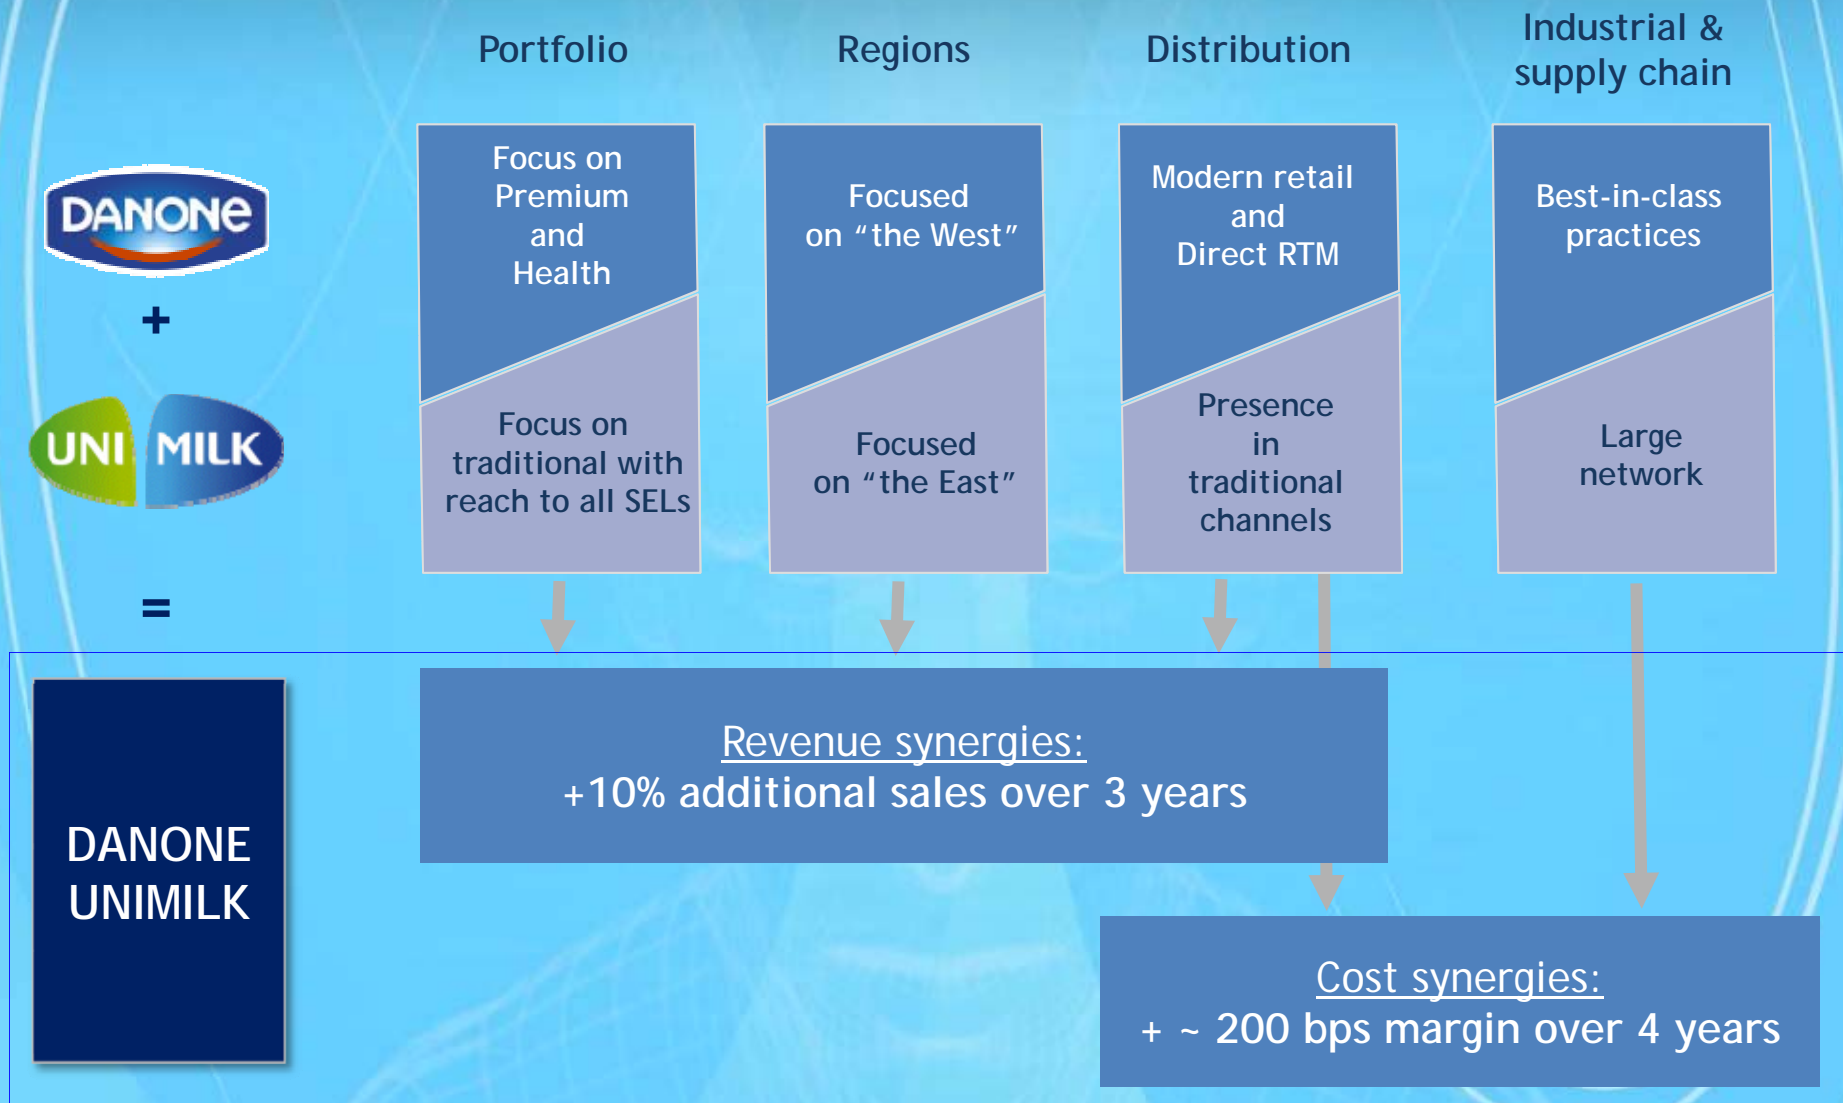 Portfolio
Regions
Distribution
Industrial &
supply chain
DANONE
Focus on
Premium
and
Health
Focused
on “the West”
Modern retail
and
Direct RTM
Best-in-class
practices
+
UNI MILK
Focus on
traditional with
reach to all SELs
Focused
on “the East”
Presence
in
traditional
channels
Large
network
=
DANONE
UNIMILK
Revenue synergies:
+10% additional sales over 3 years
Cost synergies:
+ ~ 200 bps margin over 4 years